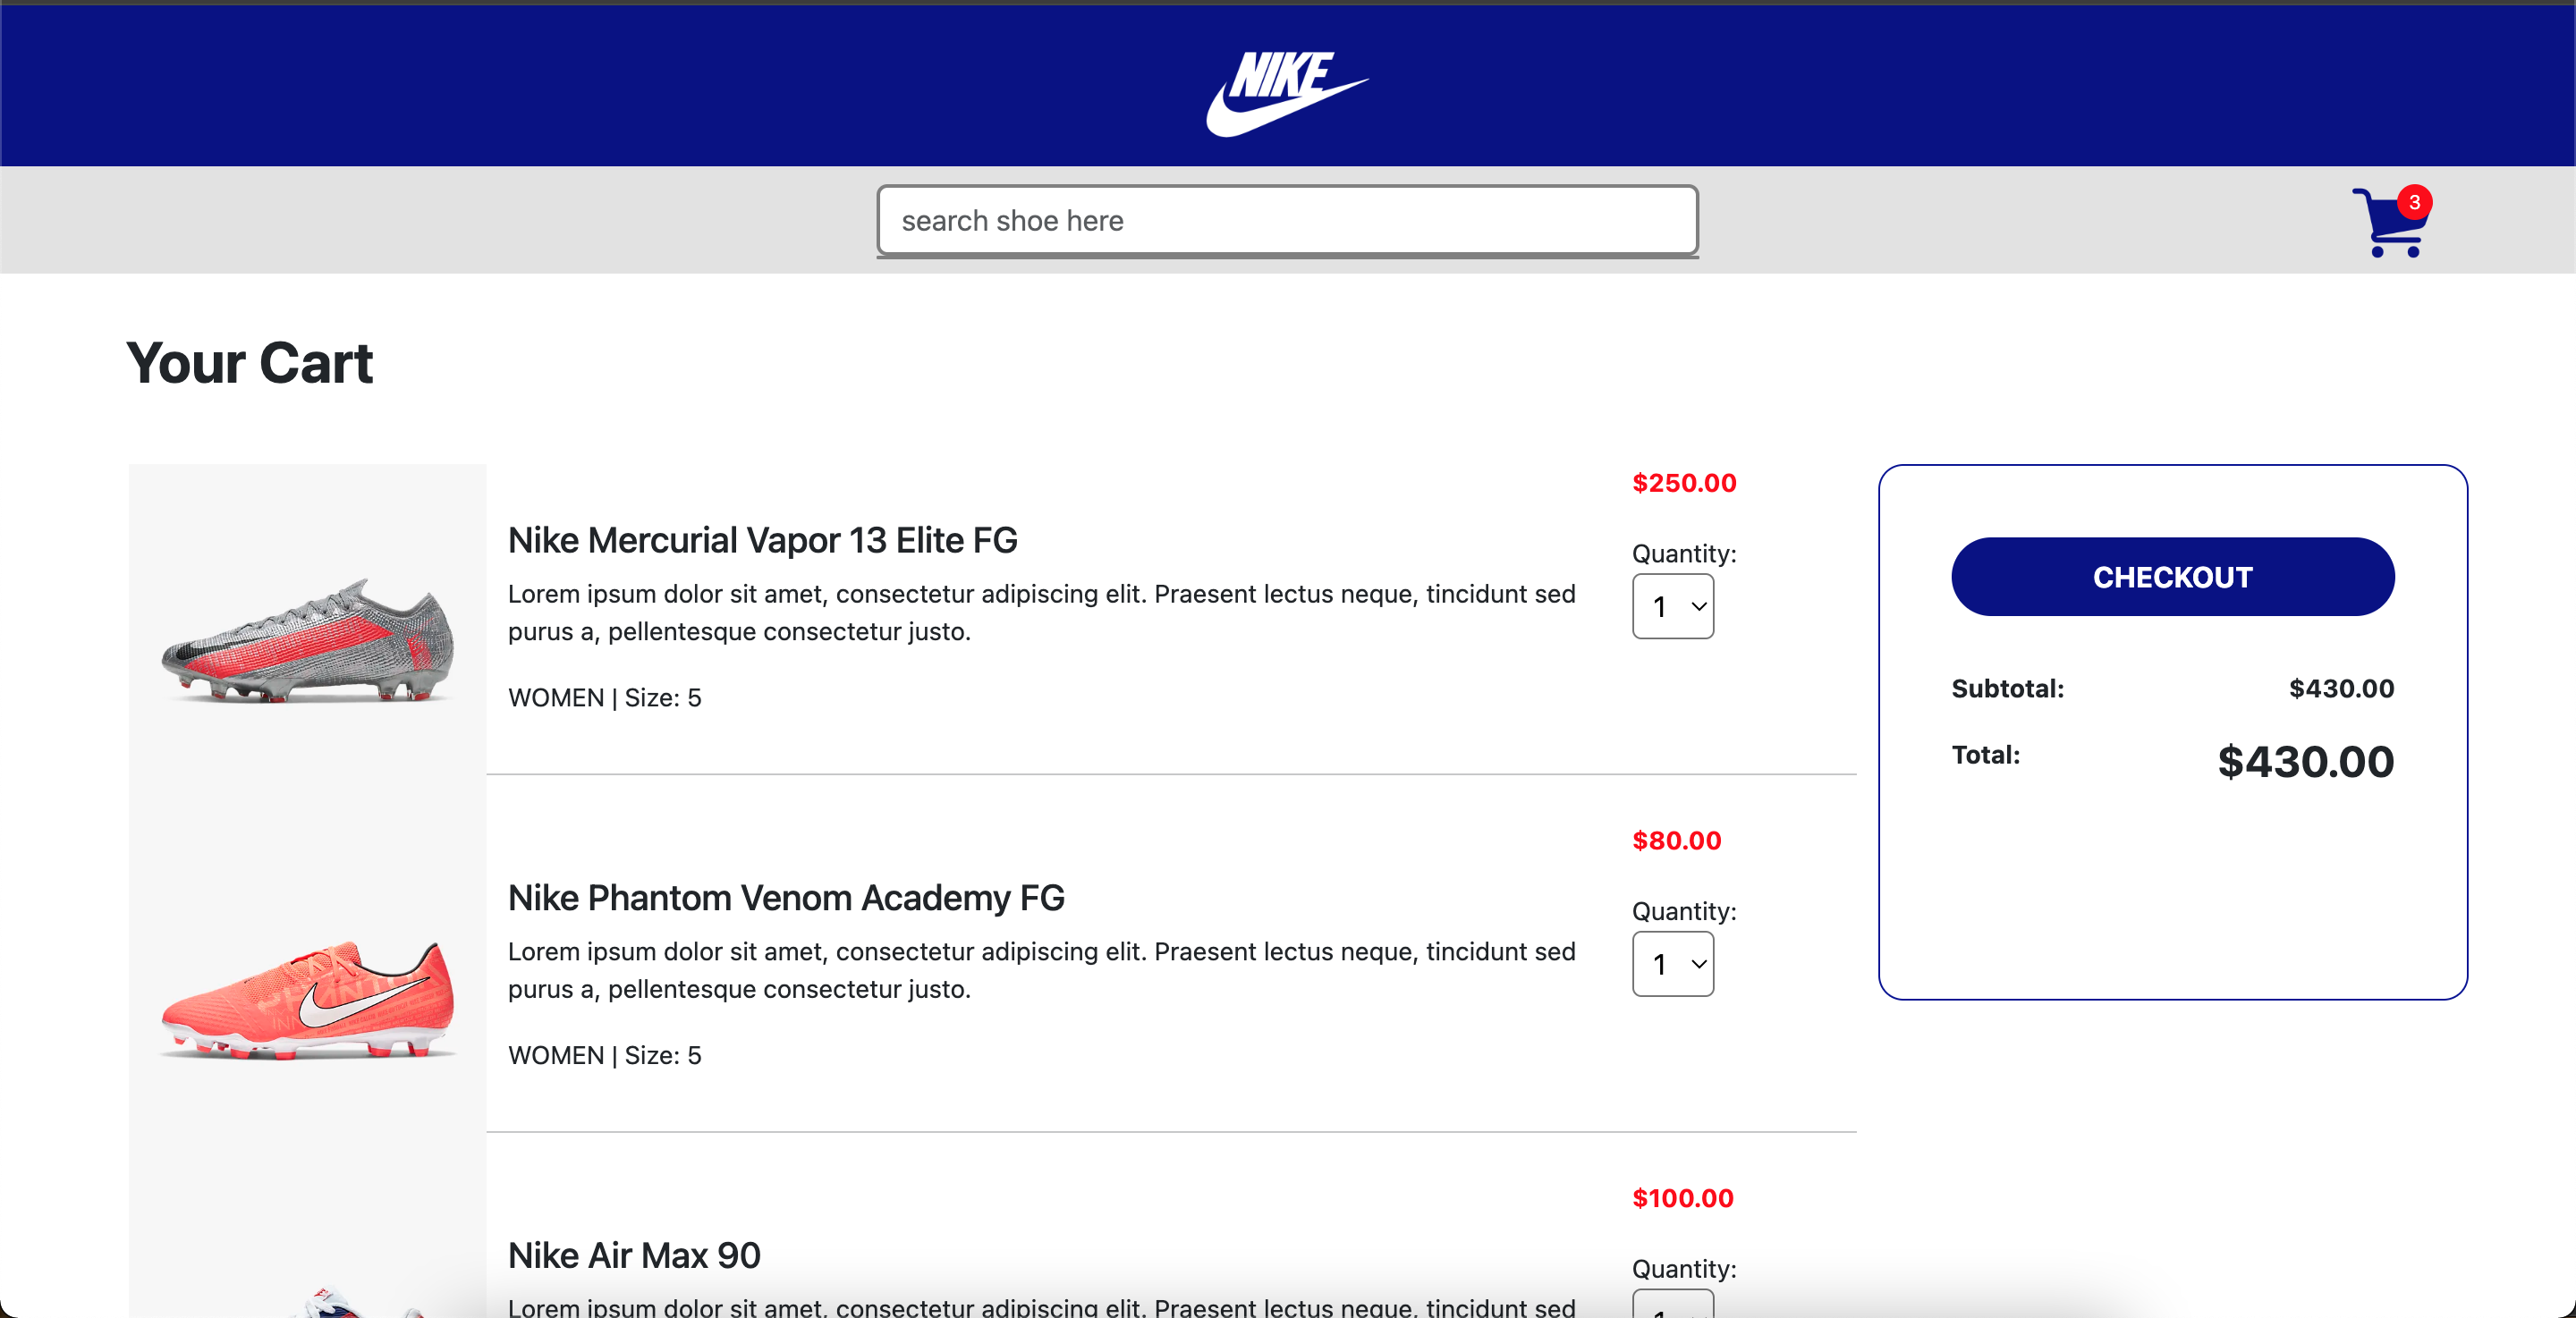 NIKE
search shoe here
3
Your Cart
$250.00
Nike Mercurial Vapor 13 Elite FG
Quantity:
Lorem ipsum dolor sit amet, consectetur adipiscing elit. Praesent lectus neque, tincidunt sed
purus a, pellentesque consectetur justo.
1
WOMEN | Size: 5
CHECKOUT
Subtotal: $430.00
Total: $430.00
$80.00
Nike Phantom Venom Academy FG
Quantity:
Lorem ipsum dolor sit amet, consectetur adipiscing elit. Praesent lectus neque, tincidunt sed
purus a, pellentesque consectetur justo.
1
WOMEN | Size: 5
$100.00
Nike Air Max 90
Quantity:
Lorem ipsum dolor sit amet, consectetur adipiscing elit. Praesent lectus neque, tincidunt sed
1